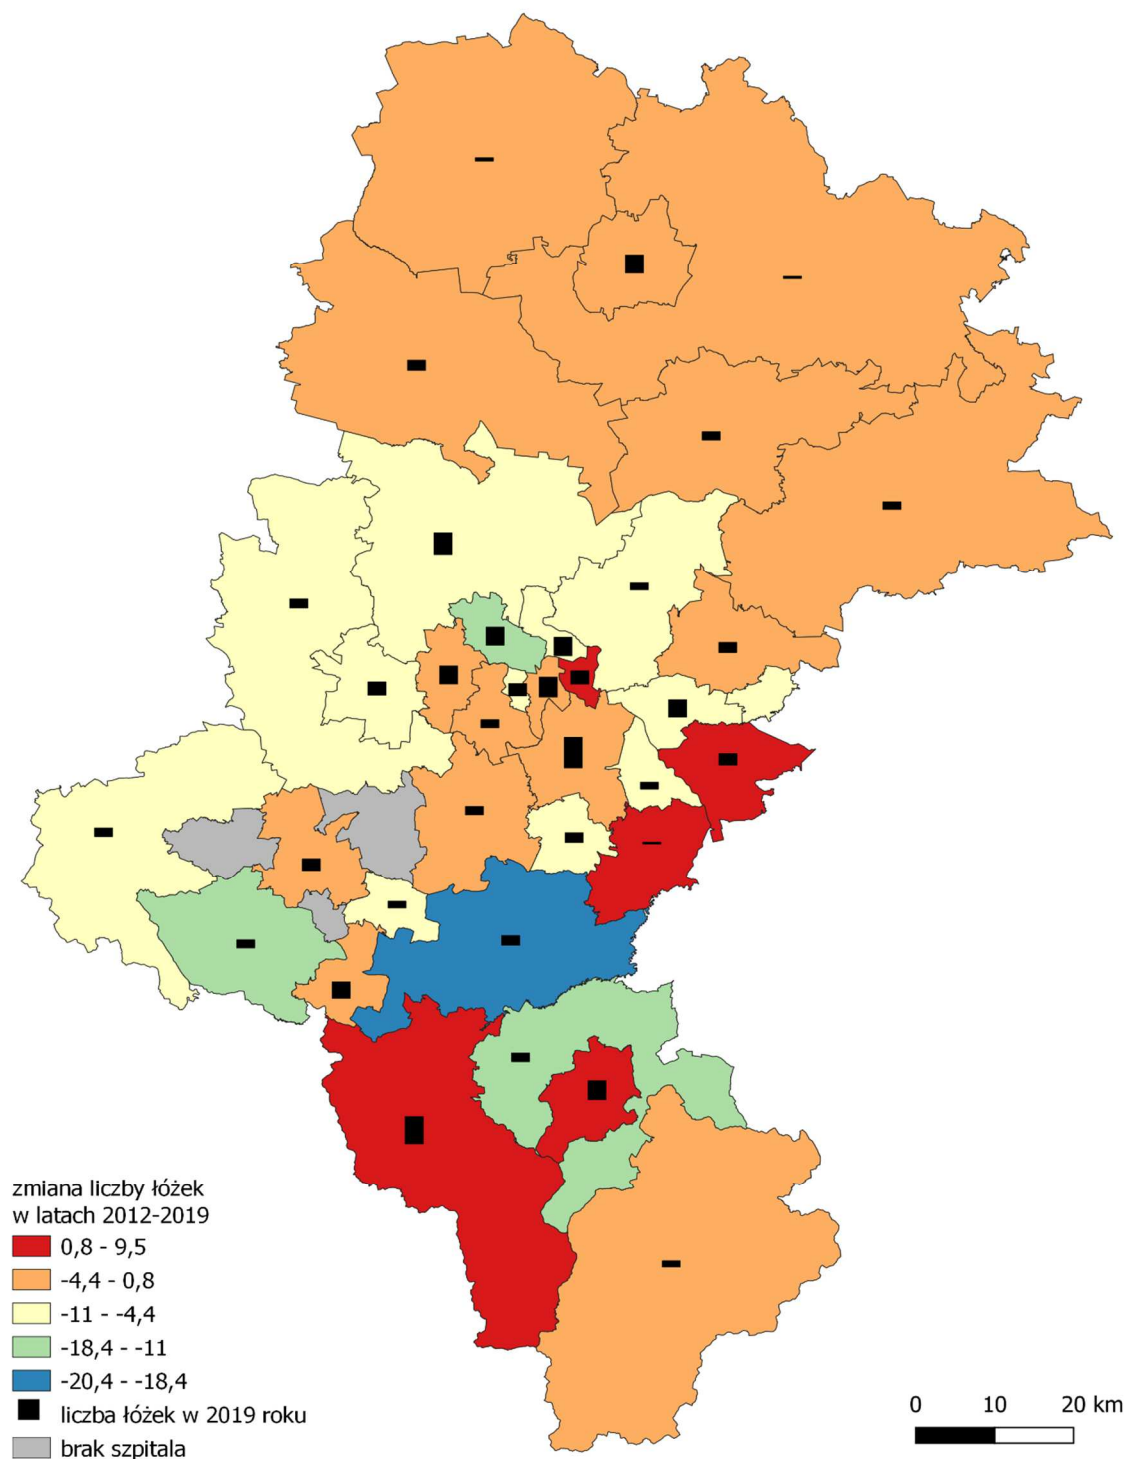 zmiana liczby łóżek
w latach 2012-2019
0,8 - 9,5
-4,4 - 0,8
-11 - -4,4
-18,4 - -11
-20,4 - -18,4
liczba łóżek w 2019 roku
brak szpitala
0 10 20 km